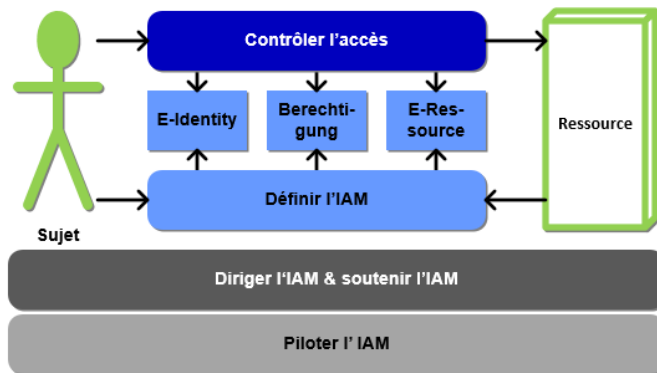 Contrôler l'accès
E-Identity
Berechti-
gung
E-Res-
source
Ressource
Définir l'IAM
Sujet
Diriger l‘IAM & soutenir l’IAM
Piloter l’ IAM